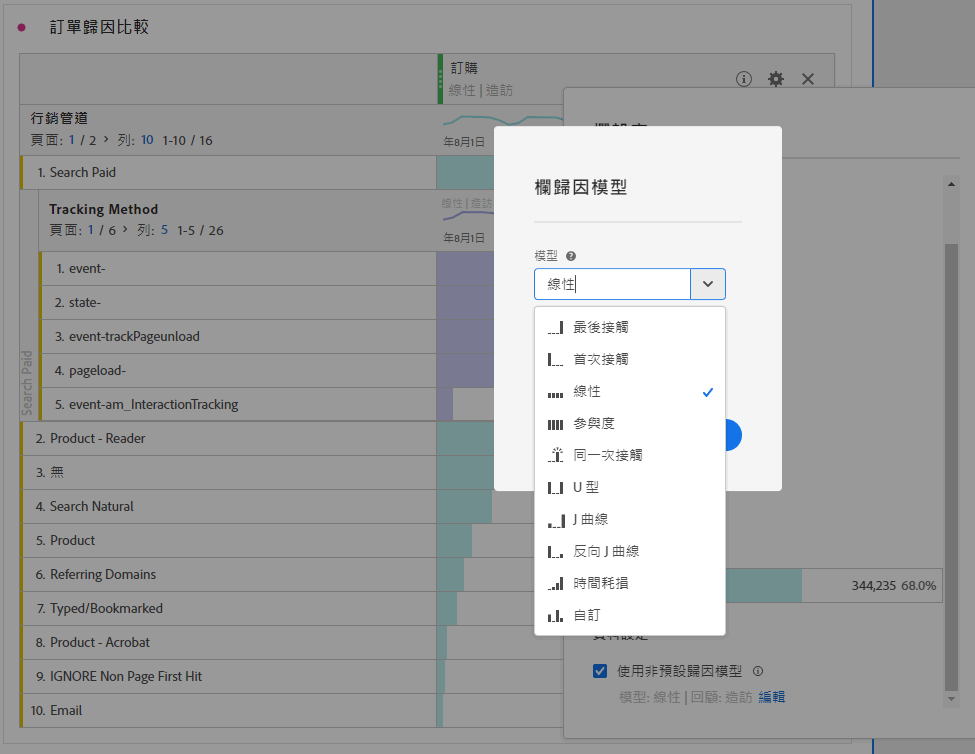 訂單歸因比較
訂購
線性 | 造訪
行銷管道
頁面: 1 / 2 > 列: 10 1-10 / 16
年8月1日
1. Search Paid
Tracking Method
頁面: 1 / 6 > 列: 5 1-5 / 26
線性 | 造訪
年8月1日
1. event-
2. state-
3. event-trackPageunload
4. pageload-
5. event-am_InteractionTracking
Search Paid
2. Product - Reader
3. 無
4. Search Natural
5. Product
6. Referring Domains
7. Typed/Bookmarked
8. Product - Acrobat
9. IGNORE Non Page First Hit
10. Email
欄歸因模型
模型
線性
最後接觸
首次接觸
線性
參與度
同一次接觸
U 型
J 曲線
反向 J 曲線
時間耗損
自訂
344,235 68.0%
使用非預設歸因模型
模型: 線性 | 回顧: 造訪 編輯